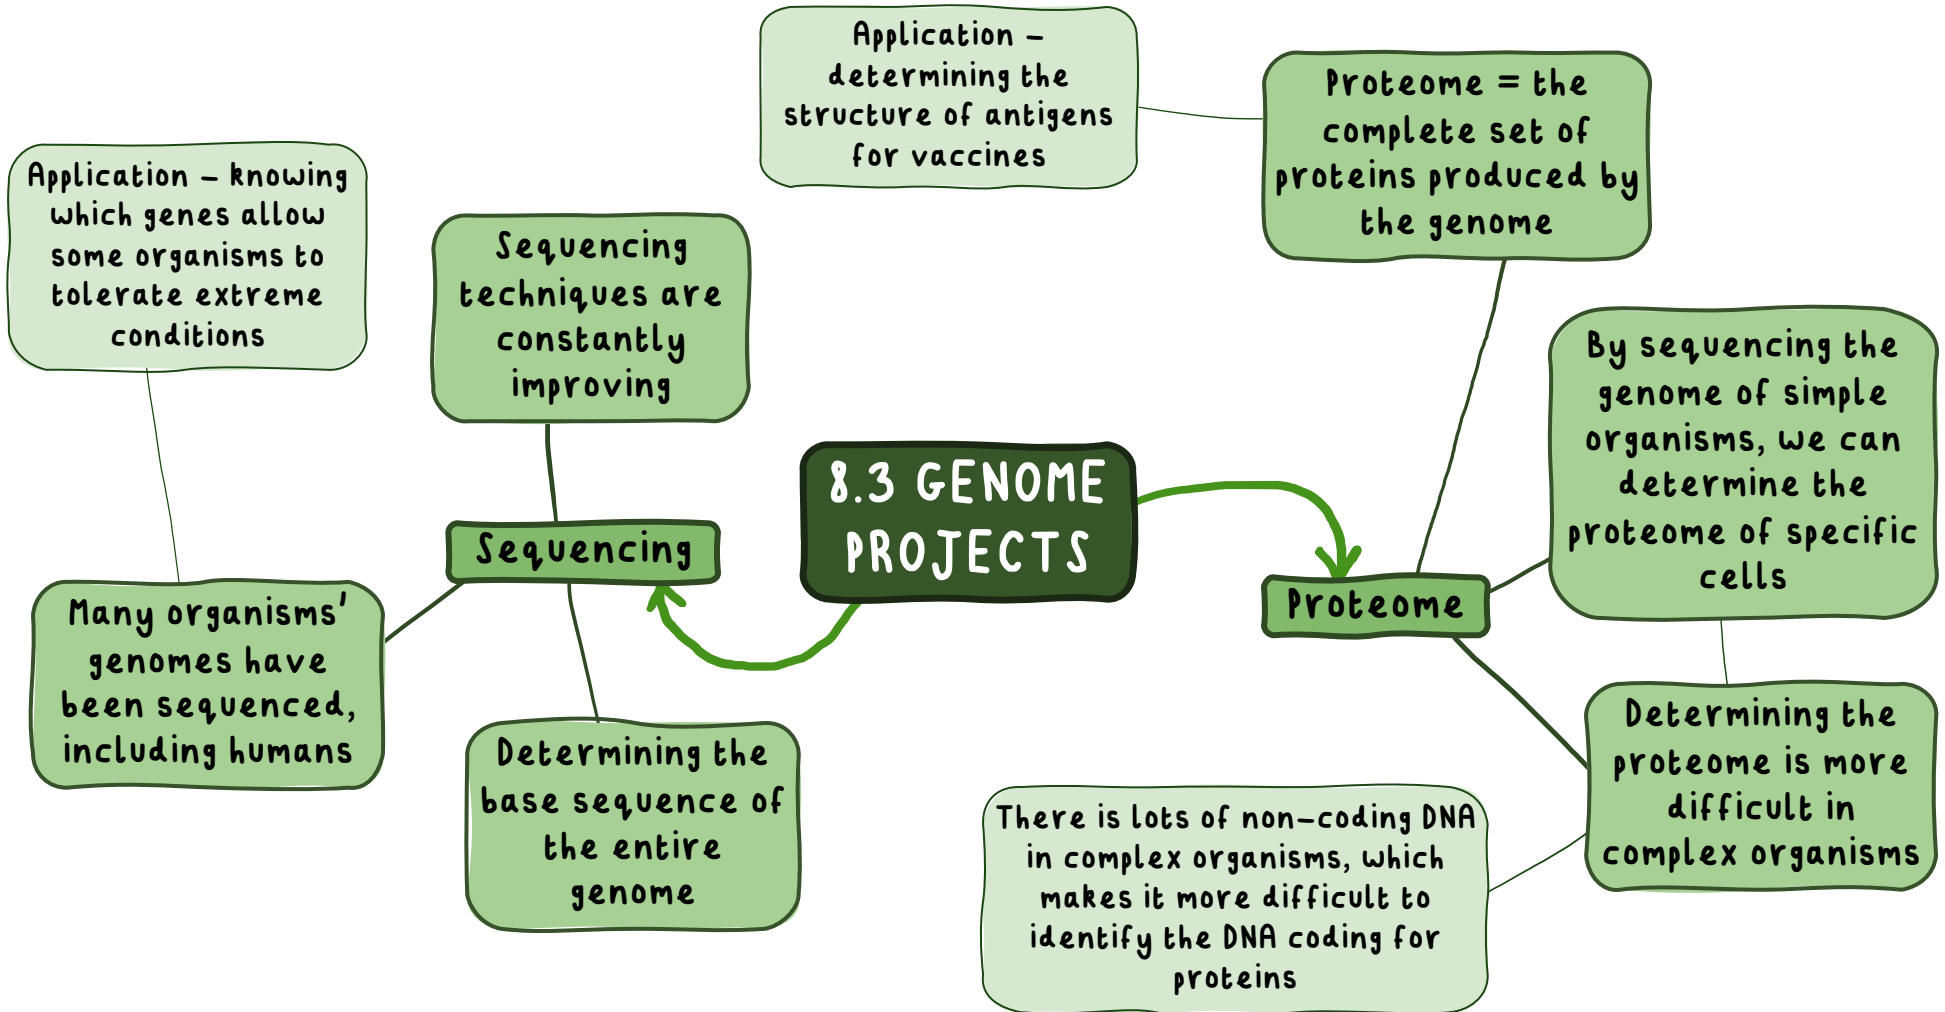 8.3 GENOME
PROJECTS
Sequencing
Sequencing
techniques are
constantly
improving
Many organisms'
genomes have
been sequenced,
including humans
Application – knowing
which genes allow
some organisms to
tolerate extreme
conditions
Determining the
base sequence of
the entire
genome
Proteome
Proteome = the
complete set of
proteins produced by
the genome
Application –
determining the
structure of antigens
for vaccines
By sequencing the
genome of simple
organisms, we can
determine the
proteome of specific
cells
Determining the
proteome is more
difficult in
complex organisms
There is lots of non-coding DNA
in complex organisms, which
makes it more difficult to
identify the DNA coding for
proteins